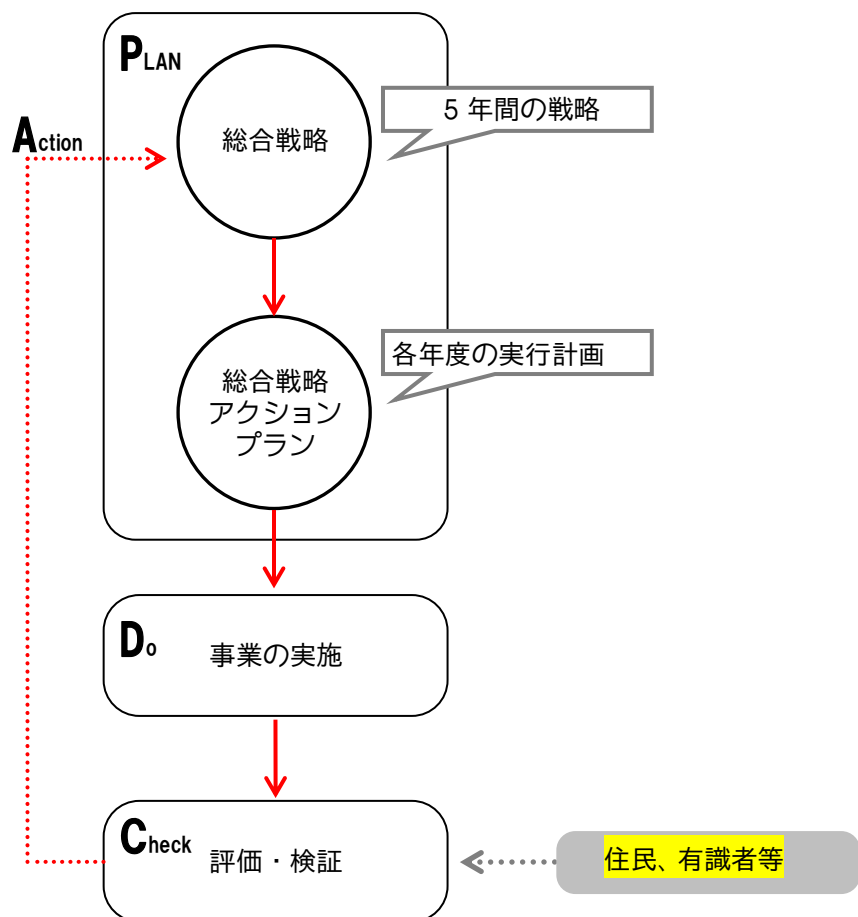 PLAN
総合戦略
5 年間の戦略
Action
総合戦略
アクション
プラン
各年度の実行計画
Do
事業の実施
Check
評価・検証
住民、有識者等